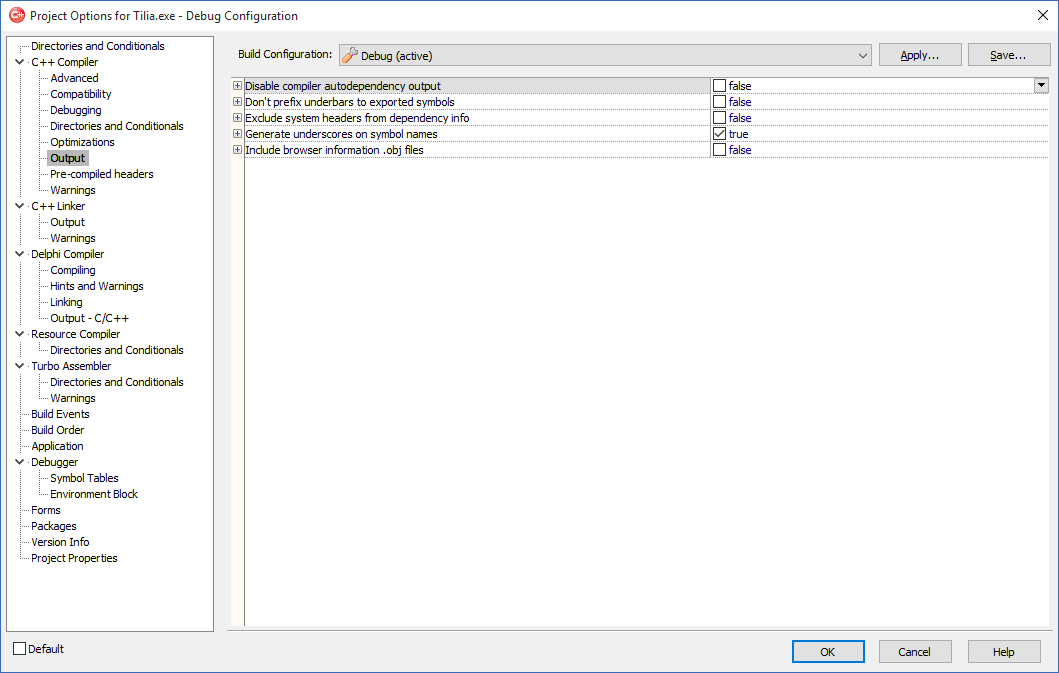 Project Options for Tilia.exe - Debug Configuration
Directories and Conditionals
C++ Compiler
Advanced
Compatibility
Debugging
Directories and Conditionals
Optimizations
Output
Pre-compiled headers
Warnings
C++ Linker
Output
Warnings
Delphi Compiler
Compiling
Hints and Warnings
Linking
Output - C/C++
Resource Compiler
Directories and Conditionals
Turbo Assembler
Directories and Conditionals
Warnings
Build Events
Build Order
Application
Debugger
Symbol Tables
Environment Block
Forms
Packages
Version Info
Project Properties
Build Configuration: Debug (active) Apply... Save...
Disable compiler autodependency output false
Don't prefix underbars to exported symbols false
Exclude system headers from dependency info false
Generate underscores on symbol names true
Include browser information .obj files false
Default
OK Cancel Help